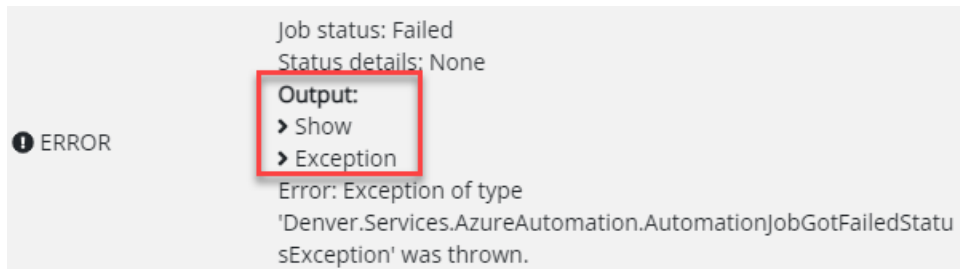 Job status: Failed
Status details: None
Output:
Show
ERROR
Exception
Error: Exception of type
'Denver.Services.AzureAutomation.AutomationJobGotFailedStatu
sException' was thrown.